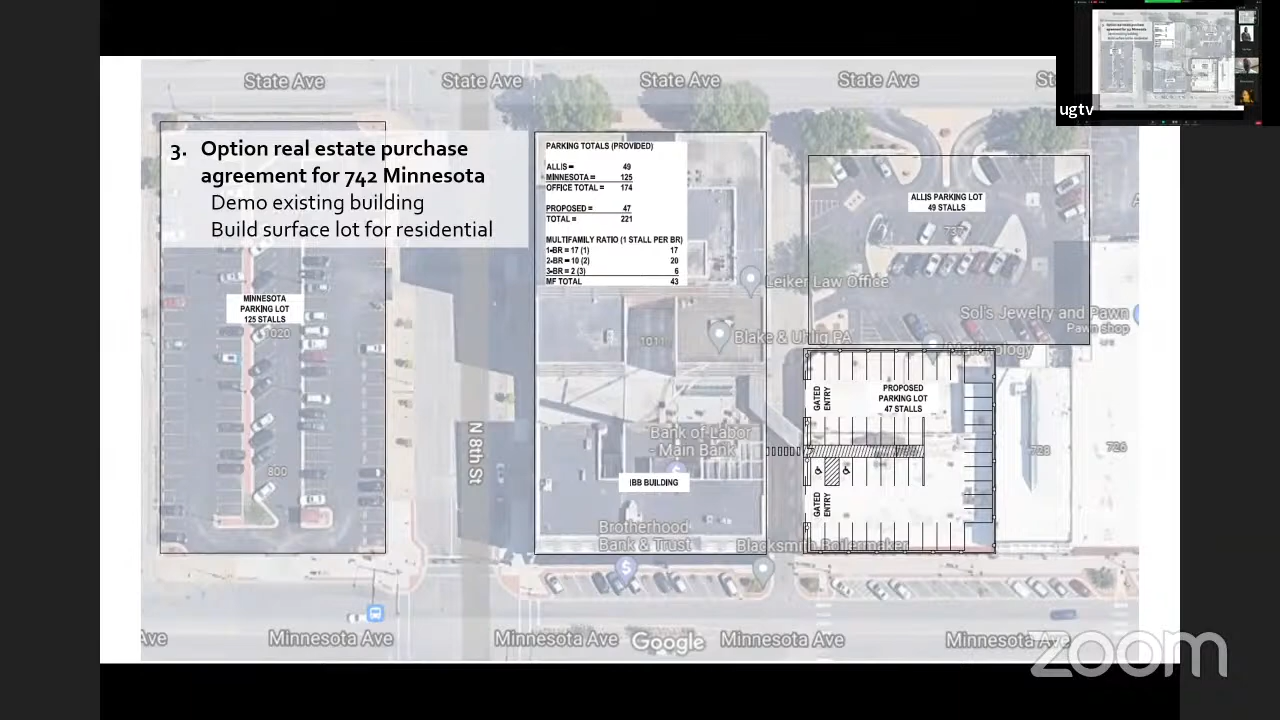 ugtv
State Ave
State Ave
State Ave
State Ave
St
3. Option real estate purchase
agreement for 742 Minnesota
Demo existing building
Build surface lot for residential
PARKING TOTALS (PROVIDED)
ALLIS = 49
MINNESOTA = 125
OFFICE TOTAL = 174
PROPOSED = 47
TOTAL = 221
MULTIFAMILY RATIO (1 STALL PER BR)
1-BR = 17 (1) 17
2-BR = 10 (2) 20
3-BR = 2 (3) 6
MF TOTAL 43
ALLIS PARKING LOT
49 STALLS
737
MINNESOTA
PARKING LOT
125 STALLS
1020
Leiker Law Office
Sol's Jewelry and Pawn
Pawn shop
1011
Blake & Uhlig PA
PROPOSED
PARKING LOT
47 STALLS
GATED
ENTRY
N 8th St
Bank of Labor
- Main Bank
800
IBB BUILDING
728
726
GATED
ENTRY
Brotherhood
Bank & Trust
Blacksmith Boilermaker
Ave
Minnesota Ave
Minnesota Ave
Google
Minnesota Ave
Minnesota Ave
zoom